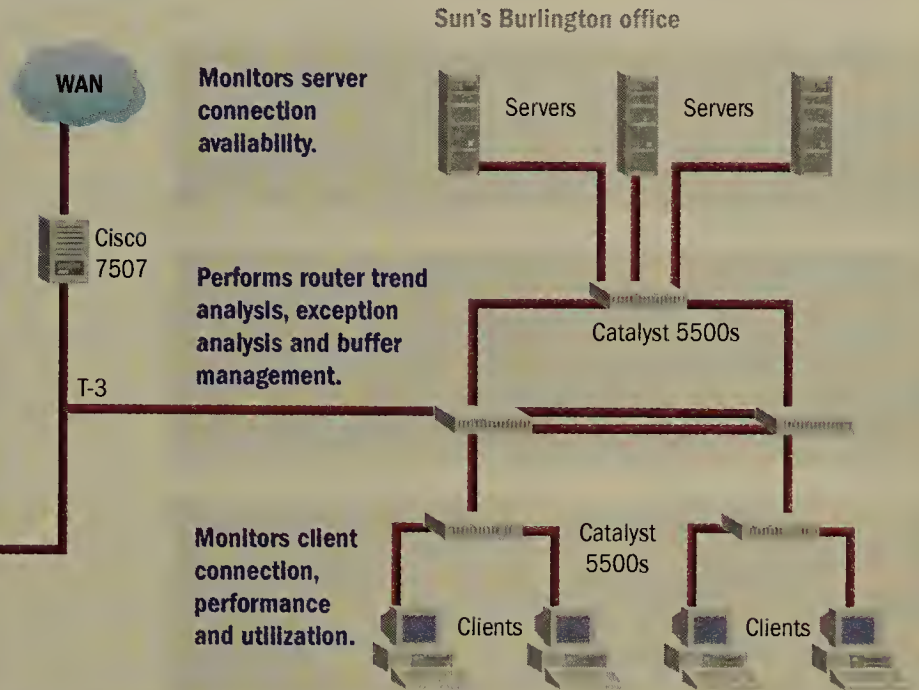 Sun's Burlington office
WAN
Monitors server
connection
availability.
Servers
Servers
Cisco
7507
Performs router trend
analysis, exception
analysis and buffer
management.
Catalyst 5500s
T-3
Monitors client
connection,
performance
and utilization.
Catalyst
5500s
Clients
Clients